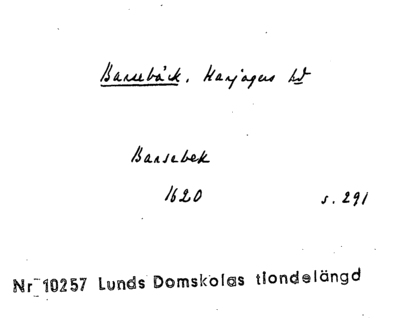 Barsebäck, Harjagers hd
Barsebek
1620 s. 291
Nr 10257 Lunds Domskolas tiondelängd